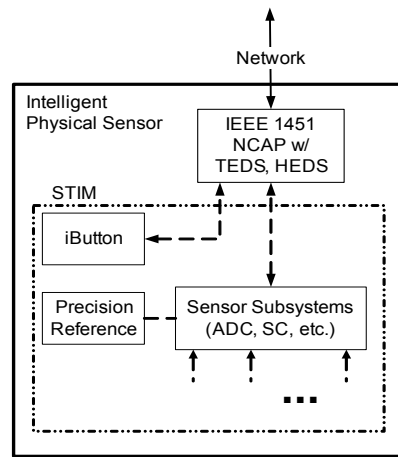 Network
Intelligent
Physical Sensor
IEEE 1451
NCAP w/
TEDS, HEDS
STIM
iButton
Precision
Reference
Sensor Subsystems
(ADC, SC, etc.)
...